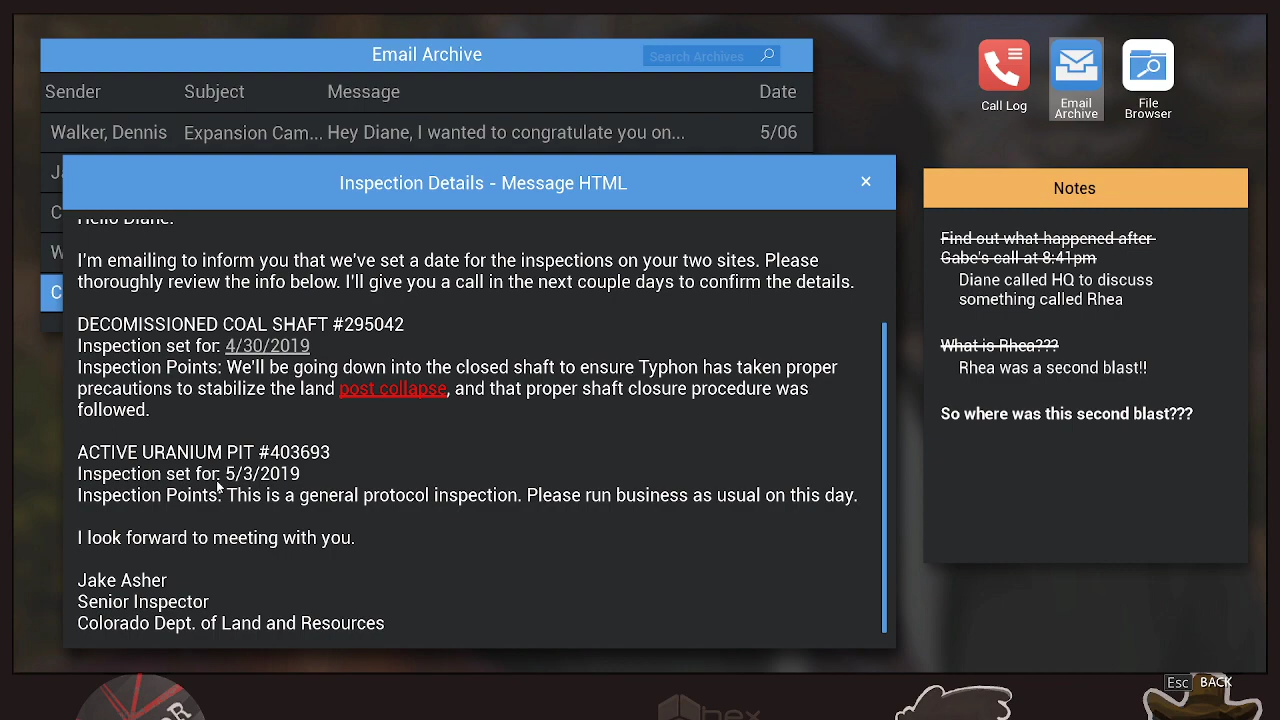 Email Archive
Search Archives
Sender Subject Message Date
Walker, Dennis Expansion Cam... Hey Diane, I wanted to congratulate you on... 5/06
Call Log
Email Archive
File Browser
Inspection Details - Message HTML
Hello Diane.
I'm emailing to inform you that we've set a date for the inspections on your two sites. Please
thoroughly review the info below. I'll give you a call in the next couple days to confirm the details.
DECOMISSIONED COAL SHAFT #295042
Inspection set for: 4/30/2019
Inspection Points: We'll be going down into the closed shaft to ensure Typhon has taken proper
precautions to stabilize the land post collapse, and that proper shaft closure procedure was
followed.
ACTIVE URANIUM PIT #403693
Inspection set for: 5/3/2019
Inspection Points: This is a general protocol inspection. Please run business as usual on this day.
I look forward to meeting with you.
Jake Asher
Senior Inspector
Colorado Dept. of Land and Resources
Notes
Find out what happened after
Gabe's call at 8:41pm
Diane called HQ to discuss
something called Rhea
What is Rhea???
Rhea was a second blast!!
So where was this second blast???
Esc BACK
hex